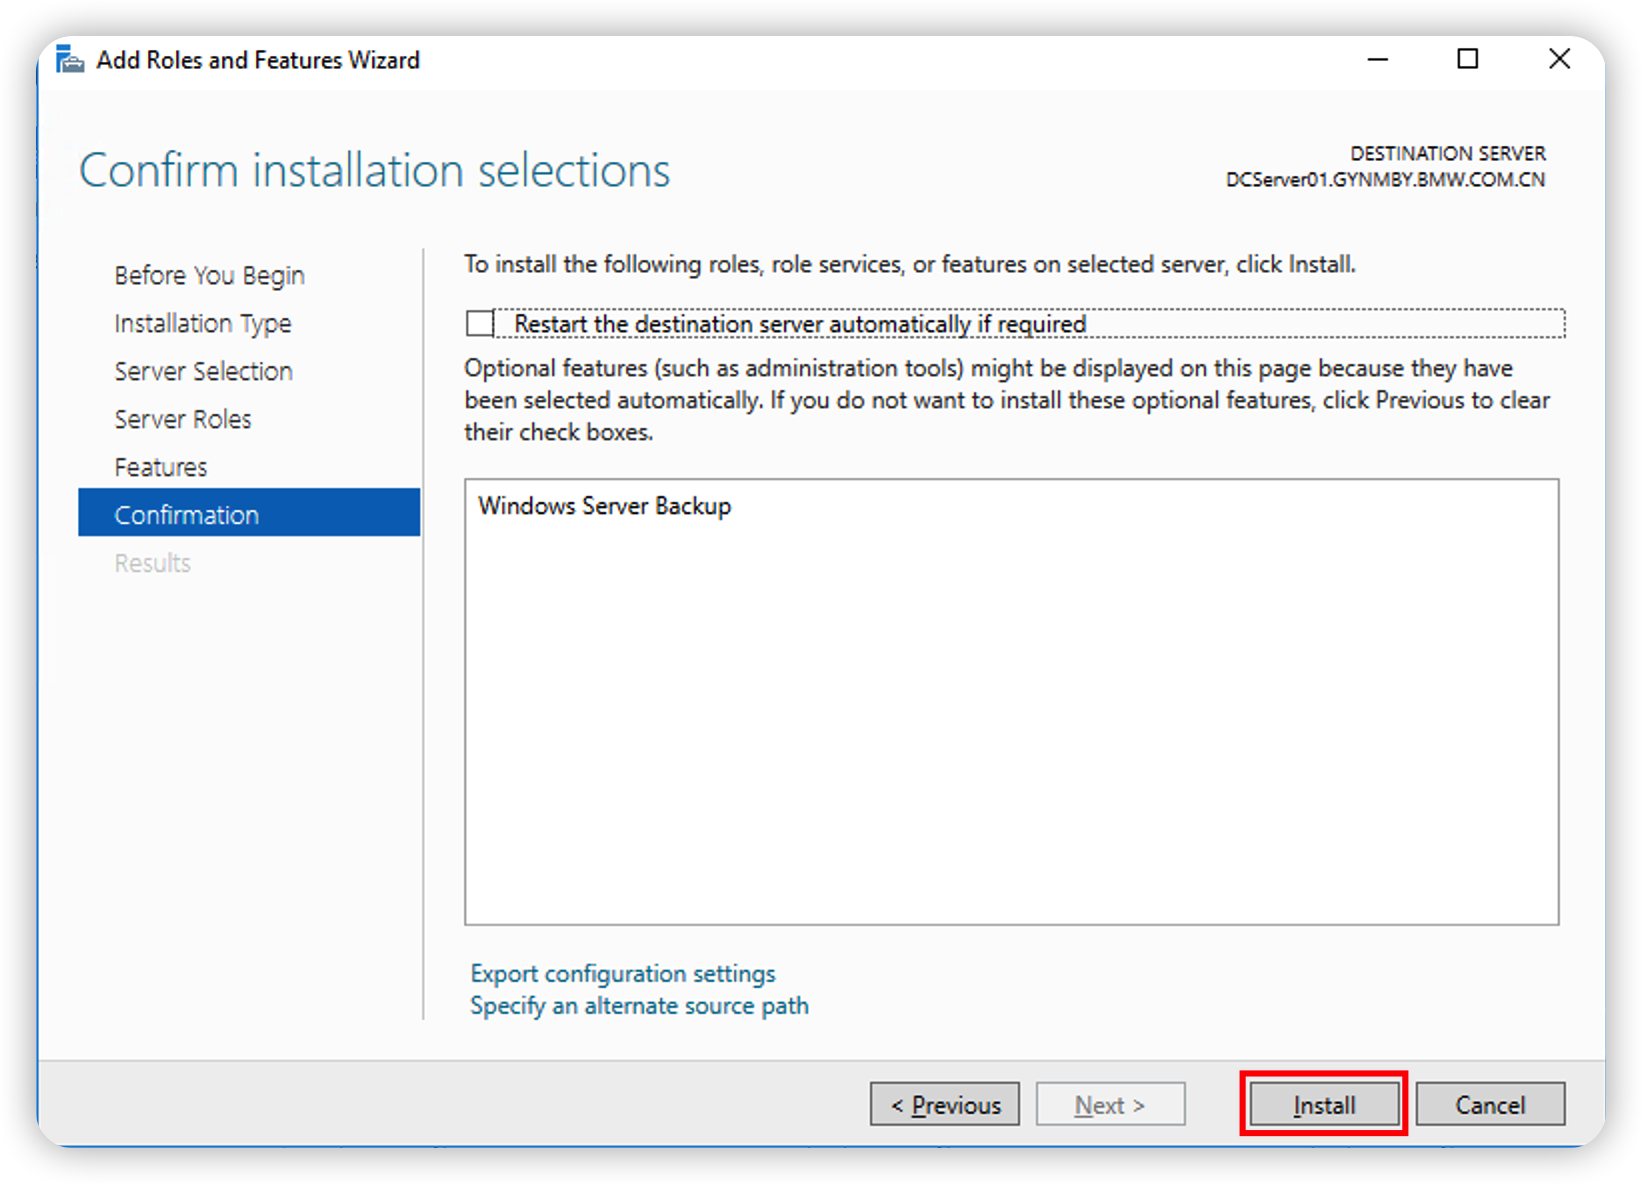 Add Roles and Features Wizard
Confirm installation selections
DESTINATION SERVER
DCServer01.GYNMBY.BMW.COM.CN
Before You Begin
Installation Type
Server Selection
Server Roles
Features
Confirmation
Results
To install the following roles, role services, or features on selected server, click Install.
Restart the destination server automatically if required
Optional features (such as administration tools) might be displayed on this page because they have
been selected automatically. If you do not want to install these optional features, click Previous to clear
their check boxes.
Windows Server Backup
Export configuration settings
Specify an alternate source path
< Previous
Next >
Install
Cancel